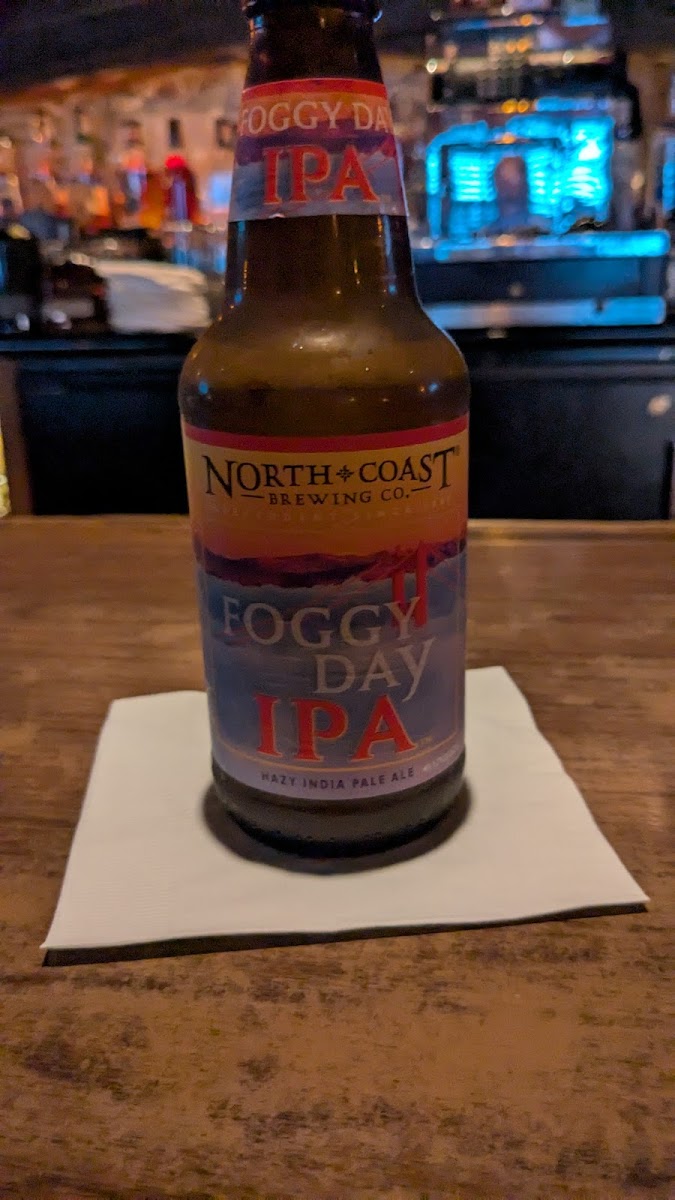 FOGGY DAY
IPA
NORTH COAST®
BREWING CO.
FOGGY
DAY
IPA
HAZY INDIA PALE ALE